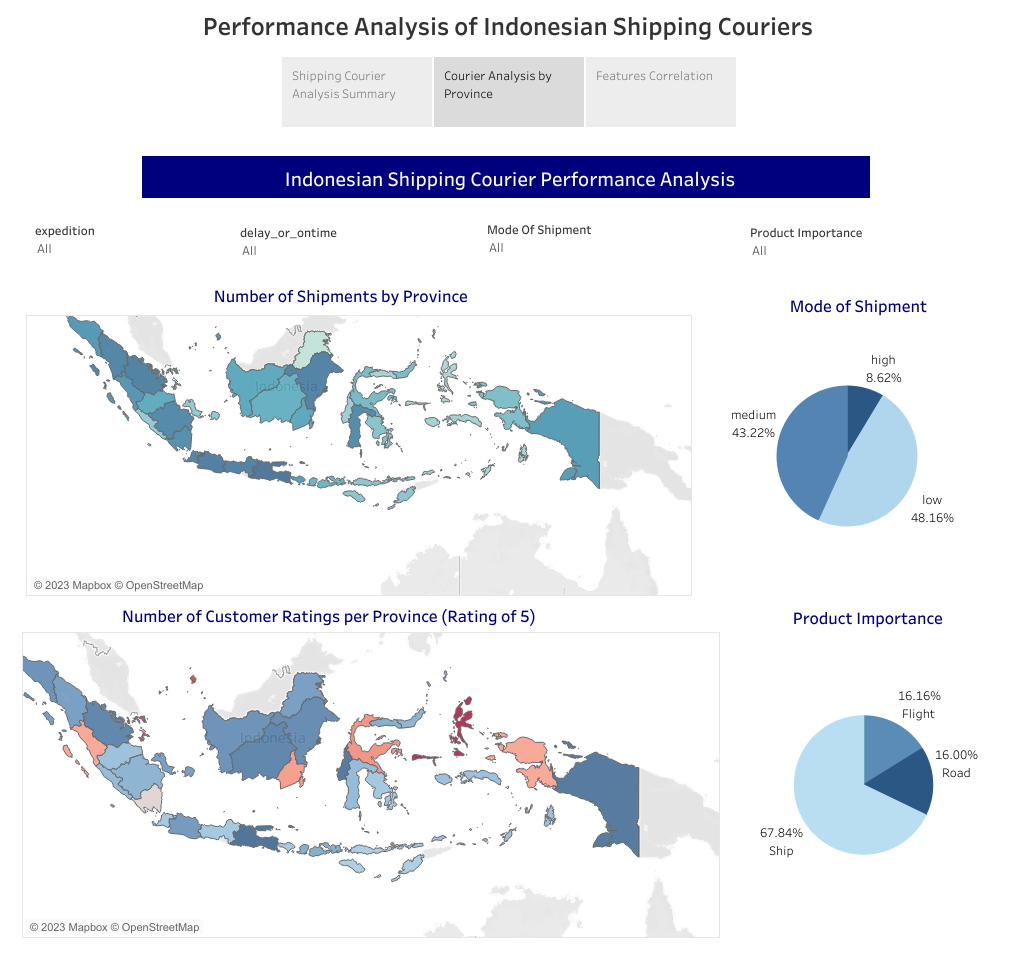 Performance Analysis of Indonesian Shipping Couriers
Shipping Courier
Analysis Summary
Courier Analysis by
Province
Features Correlation
Indonesian Shipping Courier Performance Analysis
expedition
All
delay_or_ontime
All
Mode Of Shipment
All
Product Importance
All
Number of Shipments by Province
Indonesia
© 2023 Mapbox © OpenStreetMap
Mode of Shipment
high
8.62%
medium
43.22%
low
48.16%
Number of Customer Ratings per Province (Rating of 5)
Indonesia
© 2023 Mapbox © OpenStreetMap
Product Importance
16.16%
Flight
16.00%
Road
67.84%
Ship